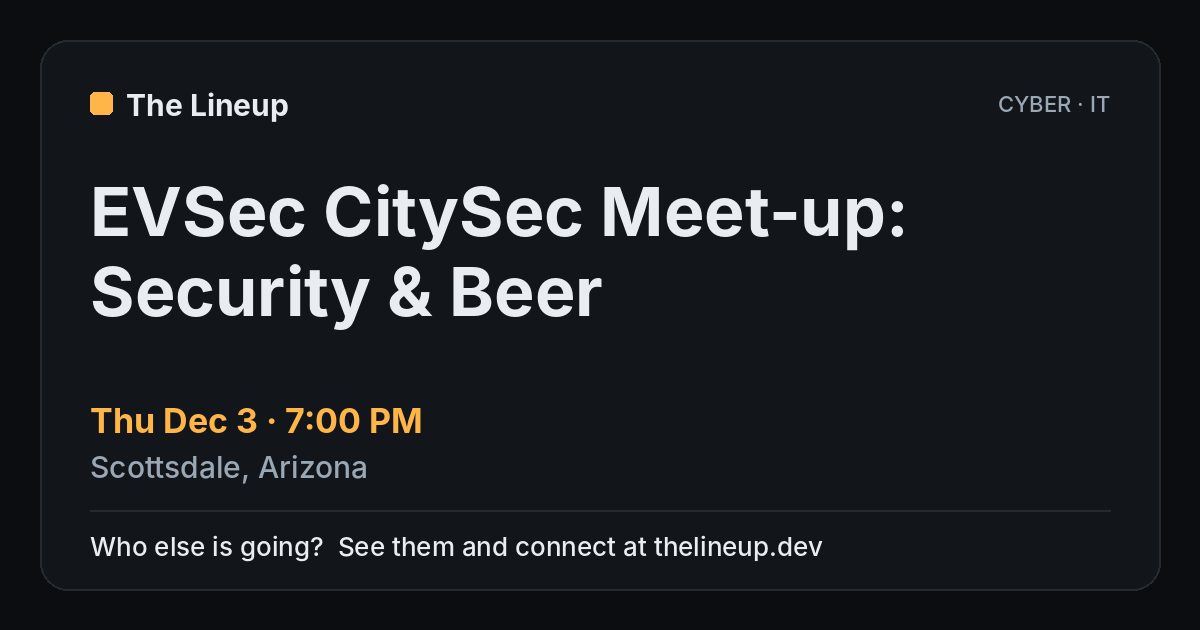 The Lineup
CYBER · IT
EVSec CitySec Meet-up:
Security & Beer
Thu Dec 3 · 7:00 PM
Scottsdale, Arizona
Who else is going? See them and connect at thelineup.dev